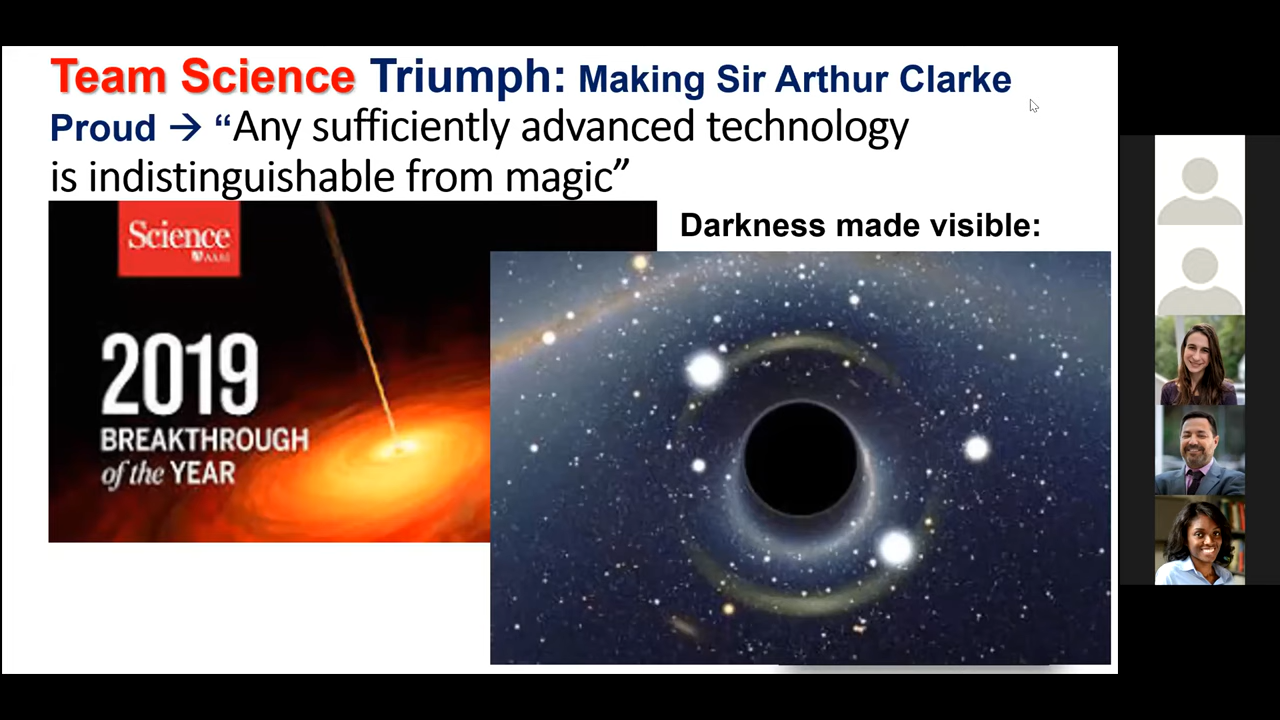 Team Science Triumph: Making Sir Arthur Clarke
Proud → “Any sufficiently advanced technology
is indistinguishable from magic”
Science
AAAS
Darkness made visible:
2019
BREAKTHROUGH
of the YEAR